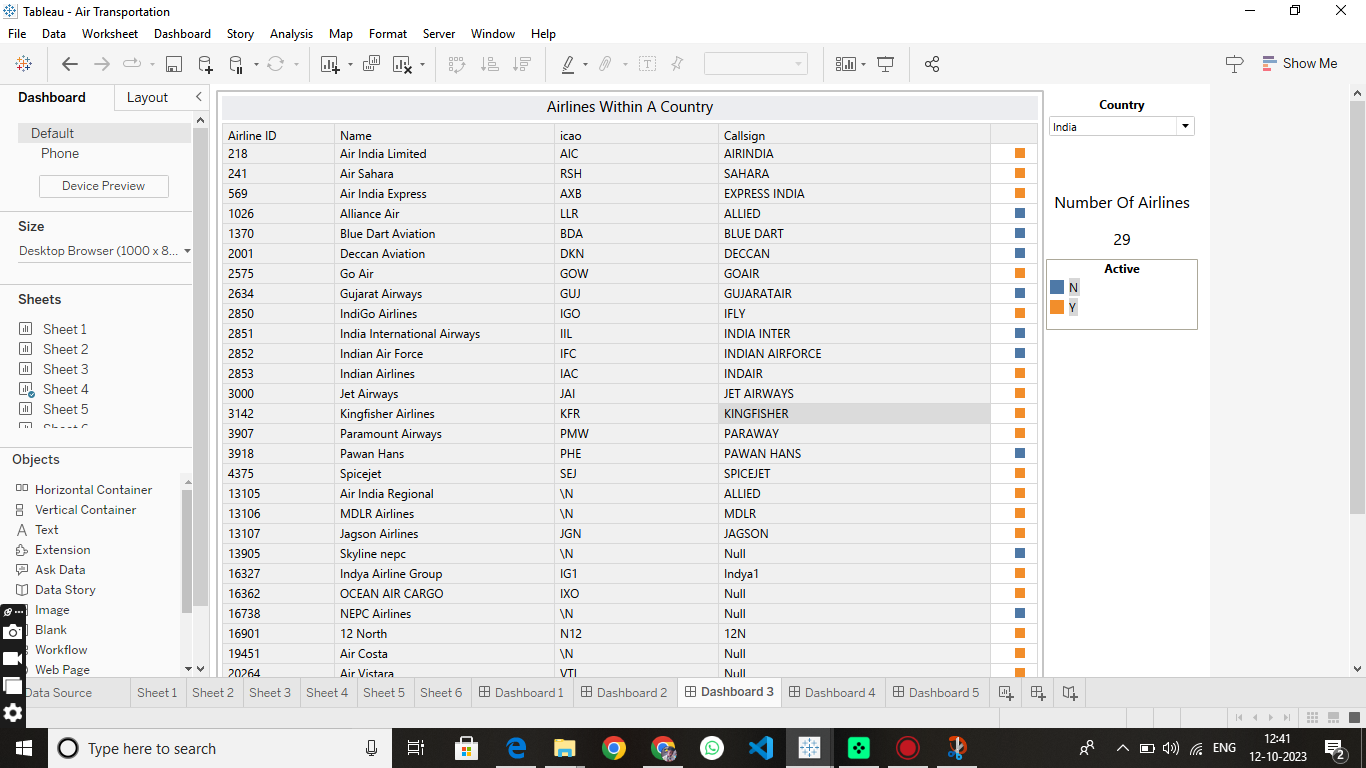 Tableau - Air Transportation
File Data Worksheet Dashboard Story Analysis Map Format Server Window Help
Show Me
Dashboard Layout
Default
Phone
Device Preview
Size
Desktop Browser (1000 x 8...
Sheets
Sheet 1
Sheet 2
Sheet 3
Sheet 4
Sheet 5
Sheet 6
Objects
Horizontal Container
Vertical Container
Text
Extension
Ask Data
Data Story
Image
Blank
Workflow
Web Page
Airlines Within A Country
Airline ID Name icao Callsign
218 Air India Limited AIC AIRINDIA
241 Air Sahara RSH SAHARA
569 Air India Express AXB EXPRESS INDIA
1026 Alliance Air LLR ALLIED
1370 Blue Dart Aviation BDA BLUE DART
2001 Deccan Aviation DKN DECCAN
2575 Go Air GOW GOAIR
2634 Gujarat Airways GUJ GUJARATAIR
2850 IndiGo Airlines IGO IFLY
2851 India International Airways IIL INDIA INTER
2852 Indian Air Force IFC INDIAN AIRFORCE
2853 Indian Airlines IAC INDAIR
3000 Jet Airways JAI JET AIRWAYS
3142 Kingfisher Airlines KFR KINGFISHER
3907 Paramount Airways PMW PARAWAY
3918 Pawan Hans PHE PAWAN HANS
4375 Spicejet SEJ SPICEJET
13105 Air India Regional \N ALLIED
13106 MDLR Airlines \N MDLR
13107 Jagson Airlines JGN JAGSON
13905 Skyline nepc \N Null
16327 Indya Airline Group IG1 Indya1
16362 OCEAN AIR CARGO IXO Null
16738 NEPC Airlines \N Null
16901 12 North N12 12N
19451 Air Costa \N Null
20264 Air Vistara VTI Null
Country
India
Number Of Airlines
29
Active
N
Y
Data Source Sheet 1 Sheet 2 Sheet 3 Sheet 4 Sheet 5 Sheet 6 Dashboard 1 Dashboard 2 Dashboard 3 Dashboard 4 Dashboard 5
Type here to search
ENG
12:41
12-10-2023
2